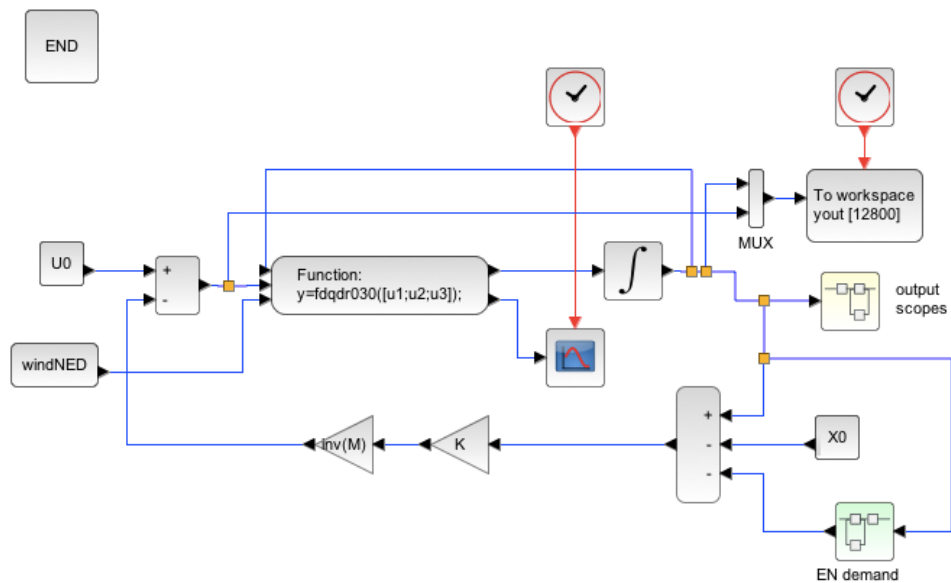 END
To workspace
yout [12800]
MUX
U0
+
-
Function:
y=fdqdr030([u1;u2;u3]);
∫
output
scopes
windNED
inv(M)
K
+
-
-
X0
EN demand